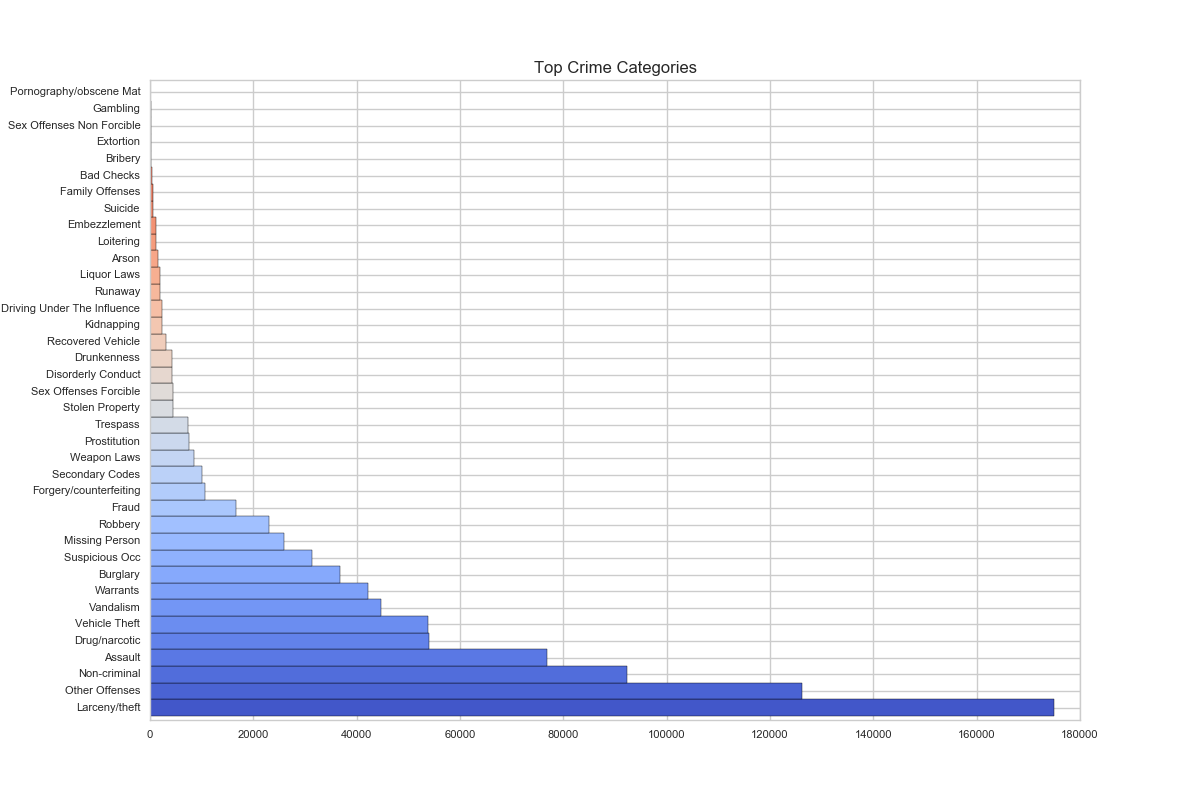 Top Crime Categories
Pornography/obscene Mat
Gambling
Sex Offenses Non Forcible
Extortion
Bribery
Bad Checks
Family Offenses
Suicide
Embezzlement
Loitering
Arson
Liquor Laws
Runaway
Driving Under The Influence
Kidnapping
Recovered Vehicle
Drunkenness
Disorderly Conduct
Sex Offenses Forcible
Stolen Property
Trespass
Prostitution
Weapon Laws
Secondary Codes
Forgery/counterfeiting
Fraud
Robbery
Missing Person
Suspicious Occ
Burglary
Warrants
Vandalism
Vehicle Theft
Drug/narcotic
Assault
Non-criminal
Other Offenses
Larceny/theft
0 20000 40000 60000 80000 100000 120000 140000 160000 180000